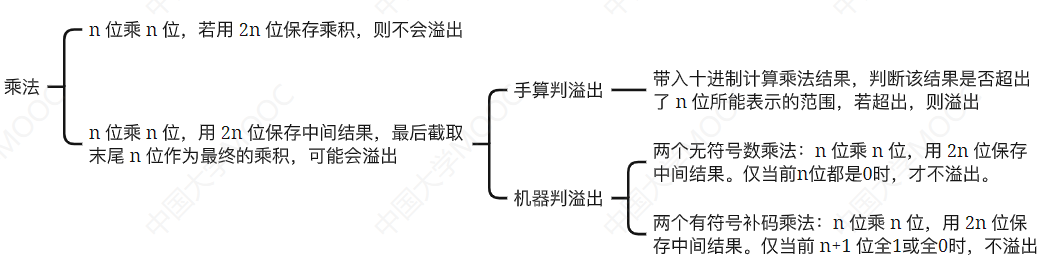 乘法
n 位乘 n 位，若用 2n 位保存乘积，则不会溢出
n 位乘 n 位，用 2n 位保存中间结果，最后截取
末尾 n 位作为最终的乘积，可能会溢出
手算判溢出
带入十进制计算乘法结果，判断该结果是否超出
了 n 位所能表示的范围，若超出，则溢出
机器判溢出
两个无符号数乘法：n 位乘 n 位，用 2n 位保存
中间结果。仅当前n位都是0时，才不溢出。
两个有符号补码乘法：n 位乘 n 位，用 2n 位保
存中间结果。仅当前 n+1 位全1或全0时，不溢出
中国大学MOOC